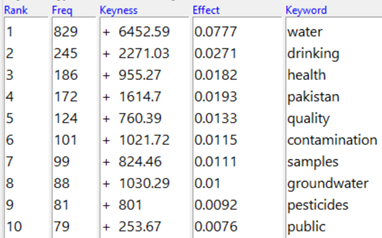 Rank Freq Keyness Effect Keyword
1 829 + 6452.59 0.0777 water
2 245 + 2271.03 0.0271 drinking
3 186 + 955.27 0.0182 health
4 172 + 1614.7 0.0193 pakistan
5 124 + 760.39 0.0133 quality
6 101 + 1021.72 0.0115 contamination
7 99 + 824.46 0.0111 samples
8 88 + 1030.29 0.01 groundwater
9 81 + 801 0.0092 pesticides
10 79 + 253.67 0.0076 public